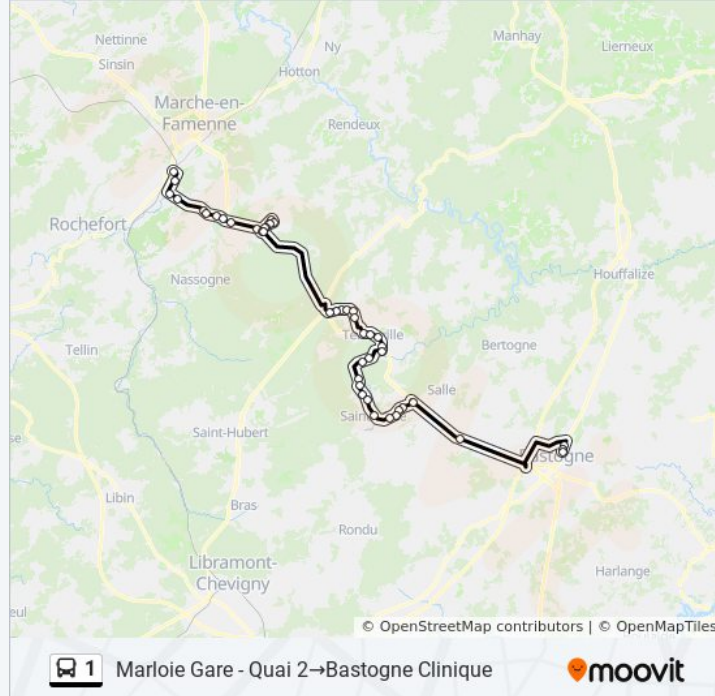 Manhay
Nettinne
Ny
Lierneux
Sinsin
Hotton
Marche-en-
Famenne
Rendeux
Rochefort
Nassogne
Houffalize
Tellin
Bertogne
Salle
Saint-Hubert
Libin
Bras
Rondu
Libramont-
Chevigny
Harlange
© OpenStreetMap contributors | © OpenMapTiles
1 Marloie Gare - Quai 2→Bastogne Clinique
moovit